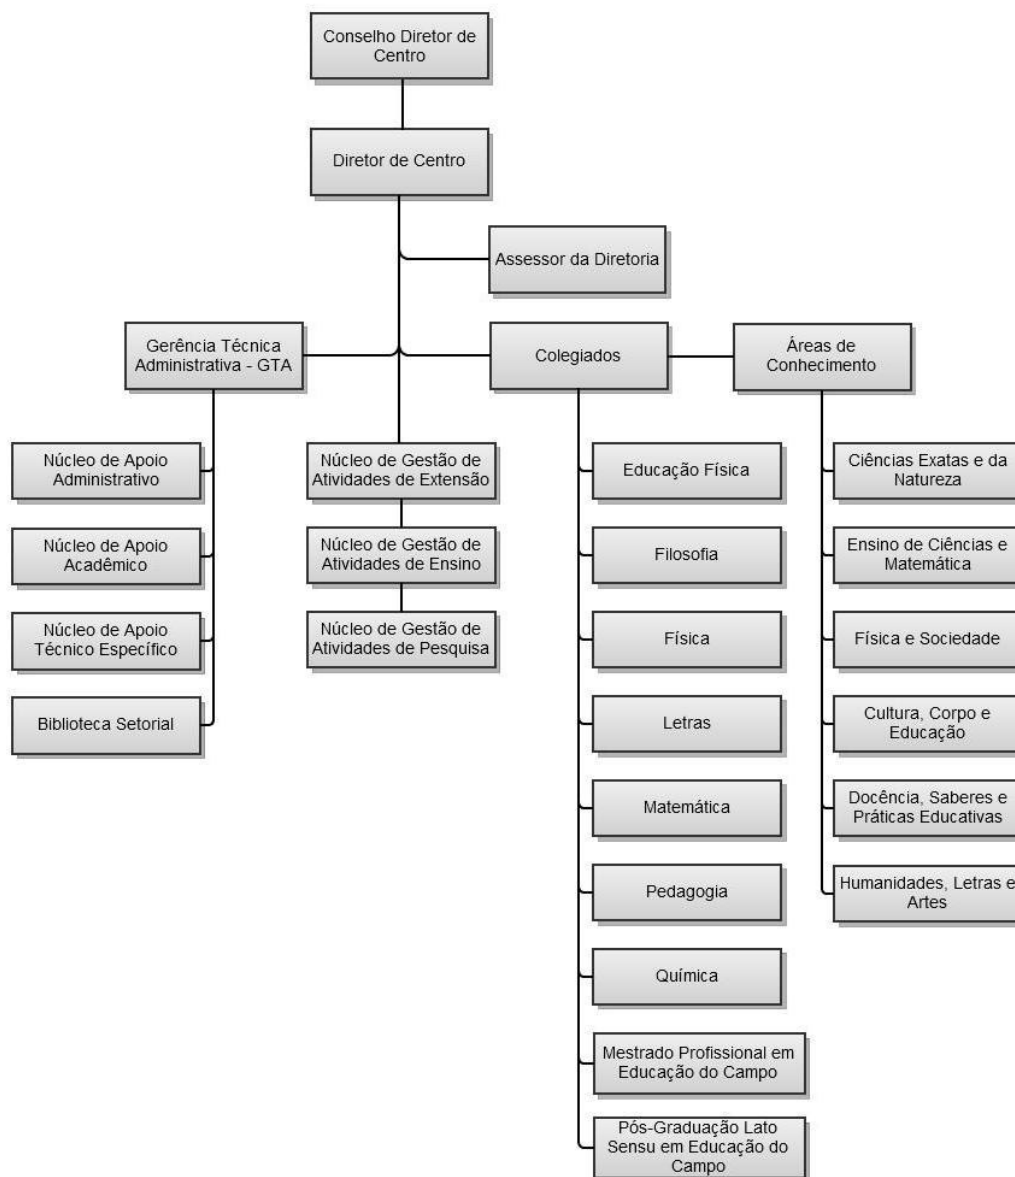 Conselho Diretor de
Centro
Diretor de Centro
Assessor da Diretoria
Gerência Técnica
Administrativa - GTA
Colegiados
Áreas de
Conhecimento
Núcleo de Apoio
Administrativo
Núcleo de Apoio
Acadêmico
Núcleo de Apoio
Técnico Específico
Biblioteca Setorial
Núcleo de Gestão de
Atividades de Extensão
Núcleo de Gestão de
Atividades de Ensino
Núcleo de Gestão de
Atividades de Pesquisa
Educação Física
Filosofia
Física
Letras
Matemática
Pedagogia
Química
Mestrado Profissional em
Educação do Campo
Pós-Graduação Lato
Sensu em Educação do
Campo
Ciências Exatas e da
Natureza
Ensino de Ciências e
Matemática
Física e Sociedade
Cultura, Corpo e
Educação
Docência, Saberes e
Práticas Educativas
Humanidades, Letras e
Artes